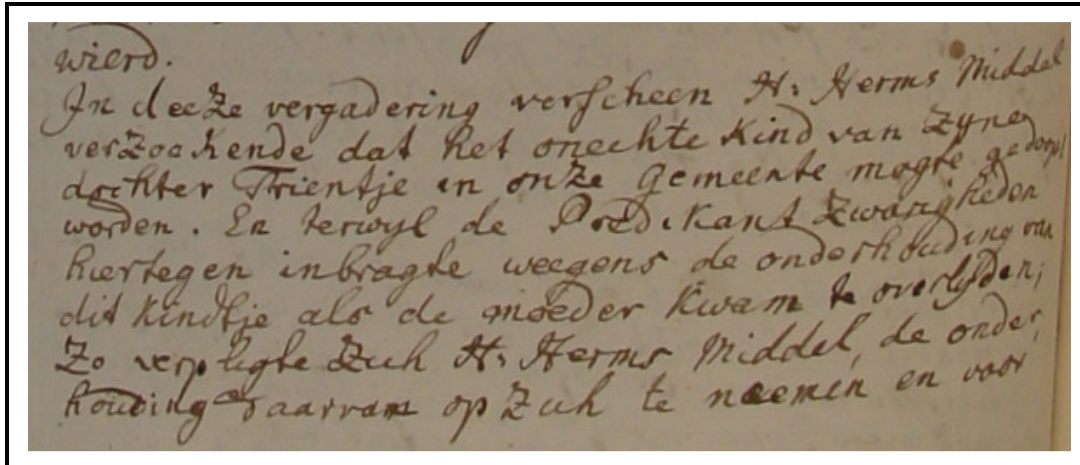 wierd.
In deeze vergadering verscheen H: Herms Middel
verzoekende dat het onechte Kind van Zyne
dochter Trientje in onze Gemeente mogte gedoopt
worden. En terwyl de Predikant Zwarigheden
hiertegen inbragte weegens de onderhouding van
dit Kindtje als de moeder Kwam te overlyden;
Zo verpligte Zich H: Herms Middel, de onder
houding daarvan op Zich te neemen en voor